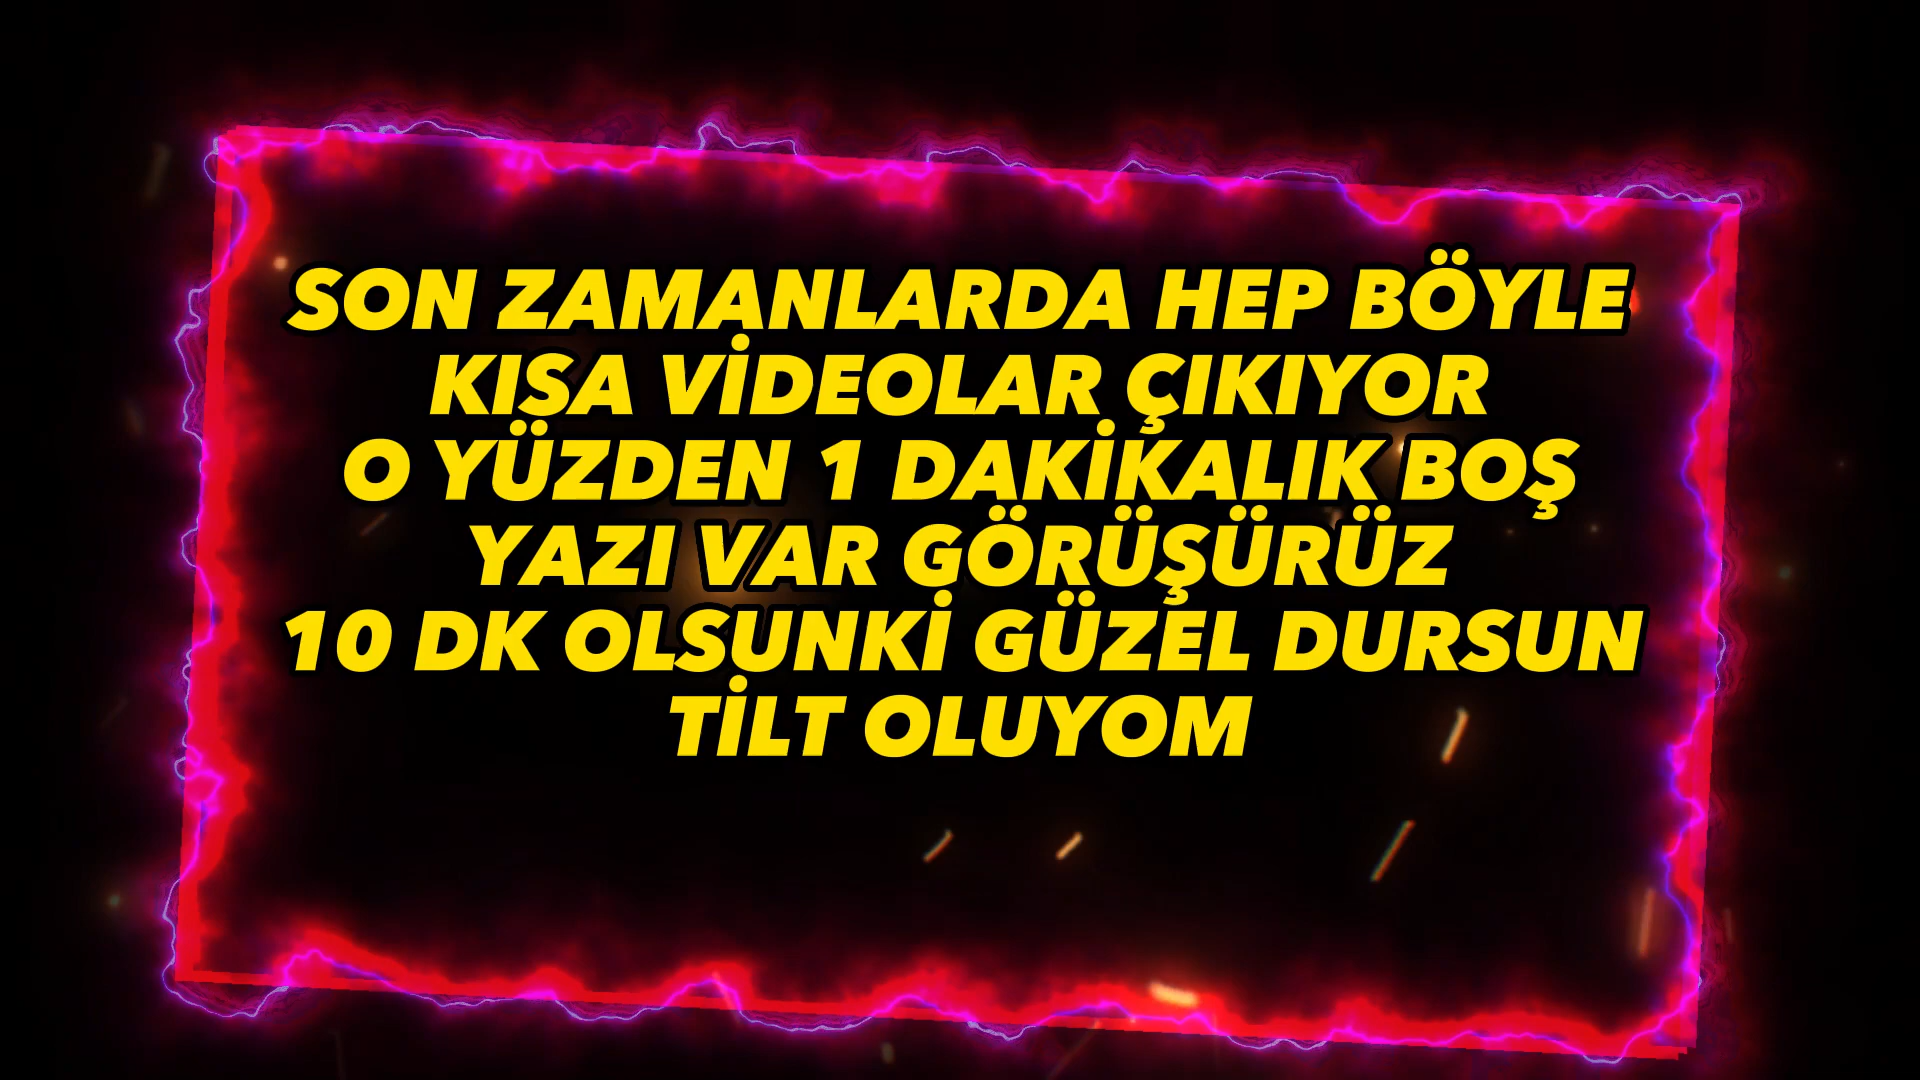 SON ZAMANLARDA HEP BÖYLE
KISA VİDEOLAR ÇIKIYOR
O YÜZDEN 1 DAKİKALIK BOŞ
YAZI VAR GÖRÜŞÜRÜZ
10 DK OLSUNKİ GÜZEL DURSUN
TİLT OLUYOM